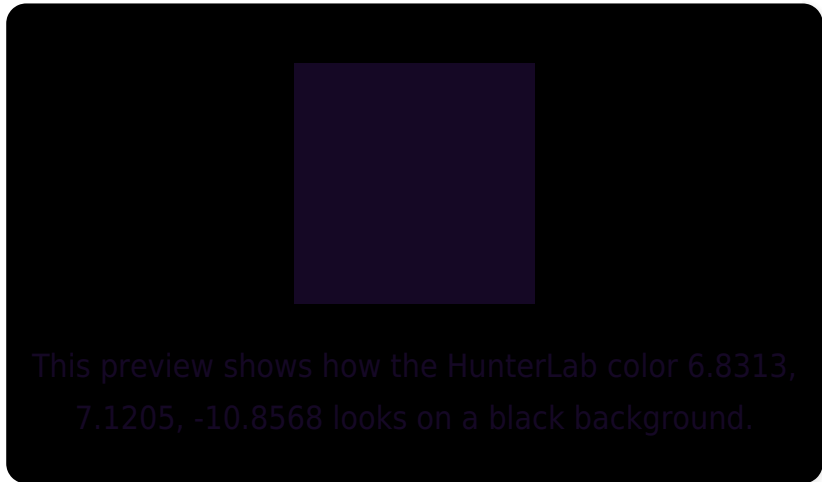 This preview shows how the HunterLab color 6.8313,
7.1205, -10.8568 looks on a black background.